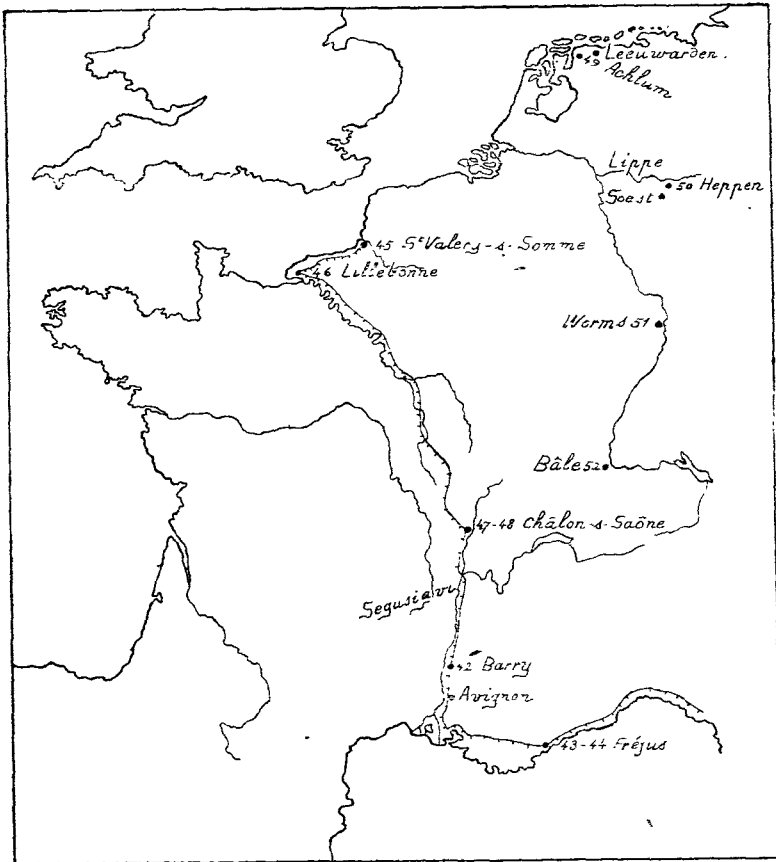 Leeuwarden.
49
Achlum
Lippe
50 Heppen
Soest
45 St Valery-s-Somme
46 Lillebonne
Worms 51
Bâle 52
47-48 Châlon-s-Saône
Segusiavi
42 Barry
Avignon
43-44 Fréjus